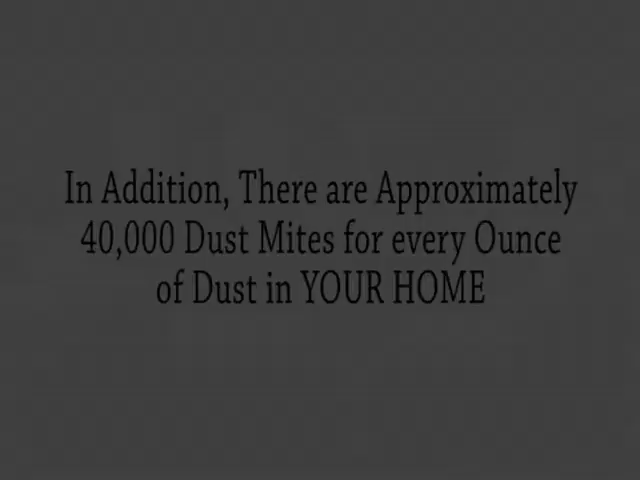 In Addition, There are Approximately
40,000 Dust Mites for every Ounce
of Dust in YOUR HOME